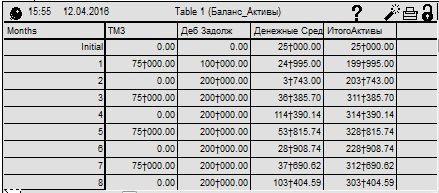 15:55 12.04.2016 Table 1 (Баланс_Активы) ?
Months ТМЗ Деб Задолж Денежные Сред ИтогоАктивы
Initial 0.00 0.00 25†000.00 25†000.00
1 75†000.00 100†000.00 24†995.00 199†995.00
2 0.00 200†000.00 3†743.00 203†743.00
3 75†000.00 200†000.00 36†385.70 311†385.70
4 0.00 200†000.00 114†390.14 314†390.14
5 75†000.00 200†000.00 53†815.74 328†815.74
6 0.00 200†000.00 28†908.74 228†908.74
7 75†000.00 200†000.00 37†690.62 312†690.62
8 0.00 200†000.00 103†404.59 303†404.59